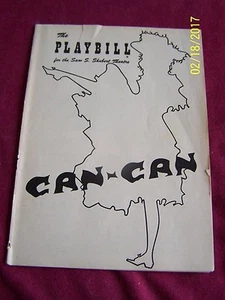 The
PLAYBILL
for the Sam S. Shubert Theatre
CAN-CAN
02/18/2017